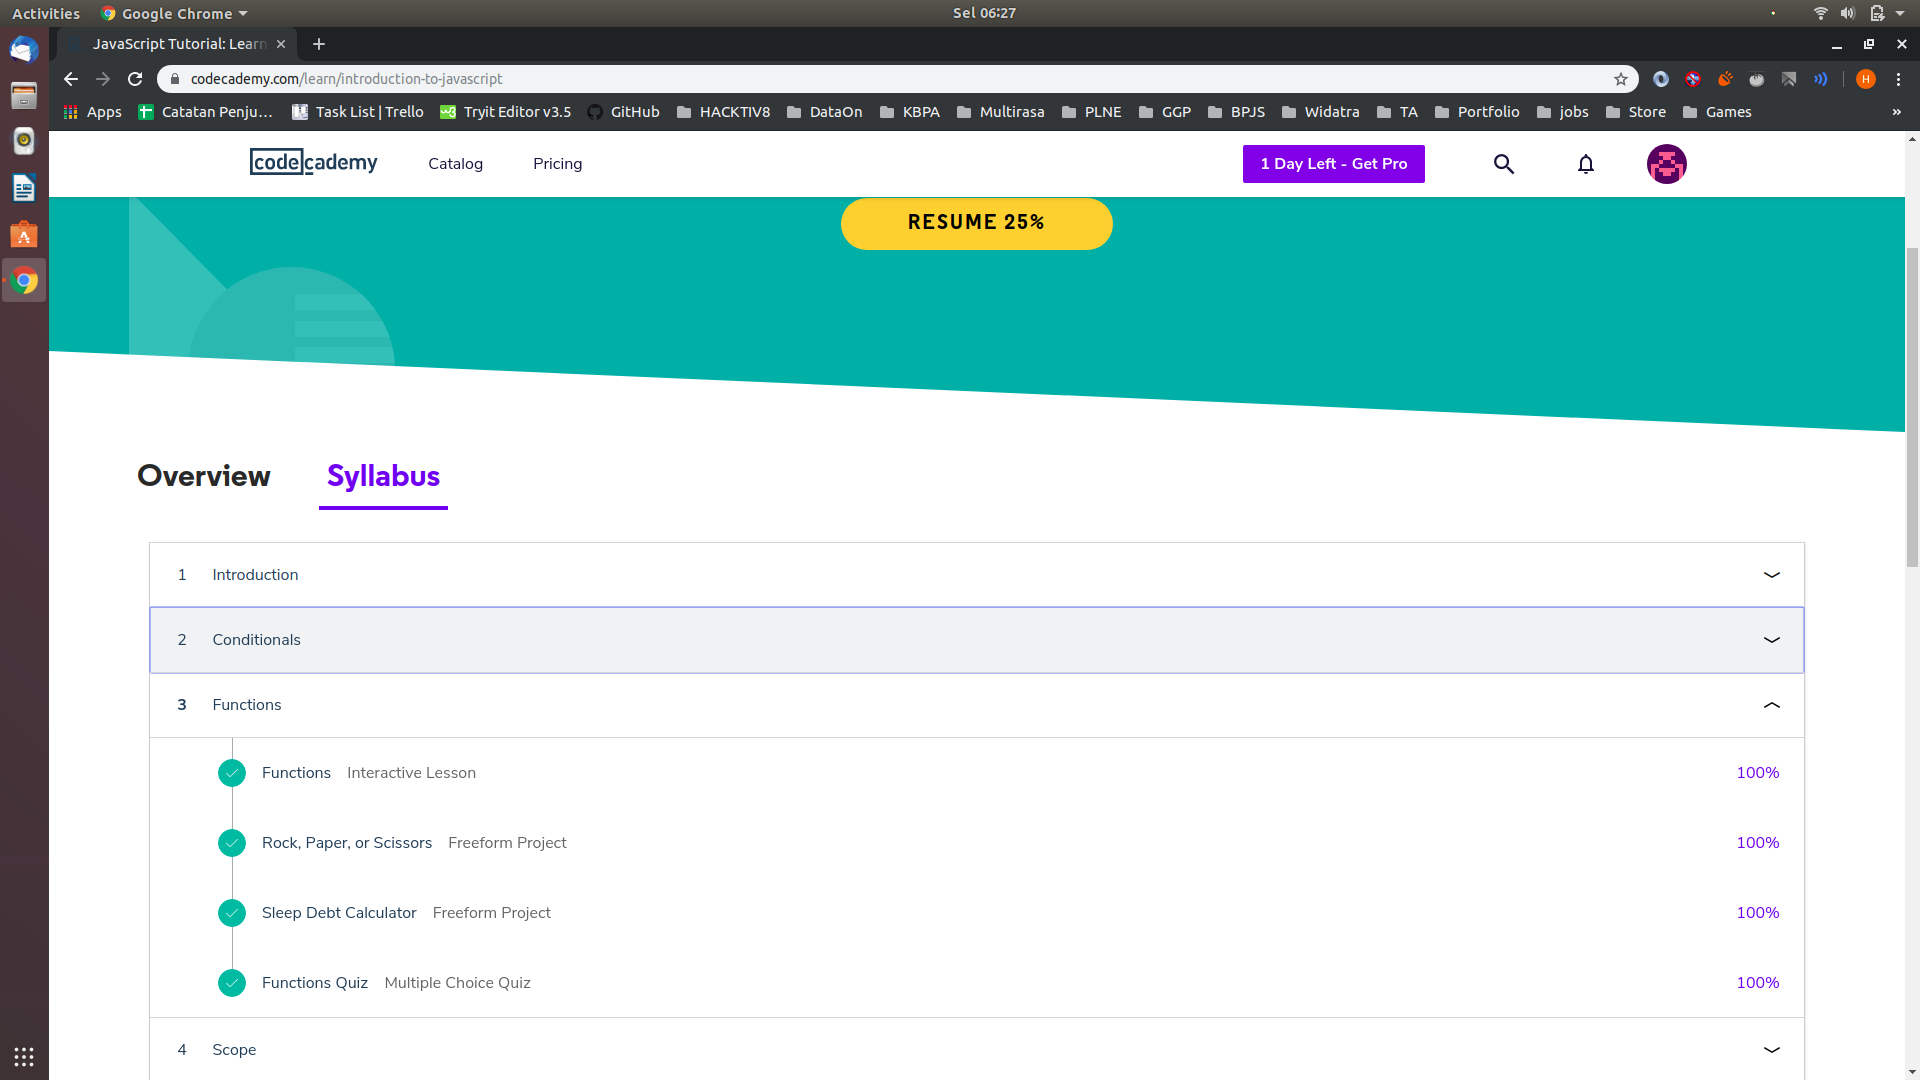 Activities Google Chrome Sel 06:27
JavaScript Tutorial: Learn
codecademy.com/learn/introduction-to-javascript
H
Apps Catatan Penju... Task List | Trello Tryit Editor v3.5 GitHub HACKTIV8 DataOn KBPA Multirasa PLNE GGP BPJS Widatra TA Portfolio jobs Store Games »
codecademy Catalog Pricing 1 Day Left - Get Pro
RESUME 25%
Overview Syllabus
1 Introduction
2 Conditionals
3 Functions
Functions Interactive Lesson 100%
Rock, Paper, or Scissors Freeform Project 100%
Sleep Debt Calculator Freeform Project 100%
Functions Quiz Multiple Choice Quiz 100%
4 Scope